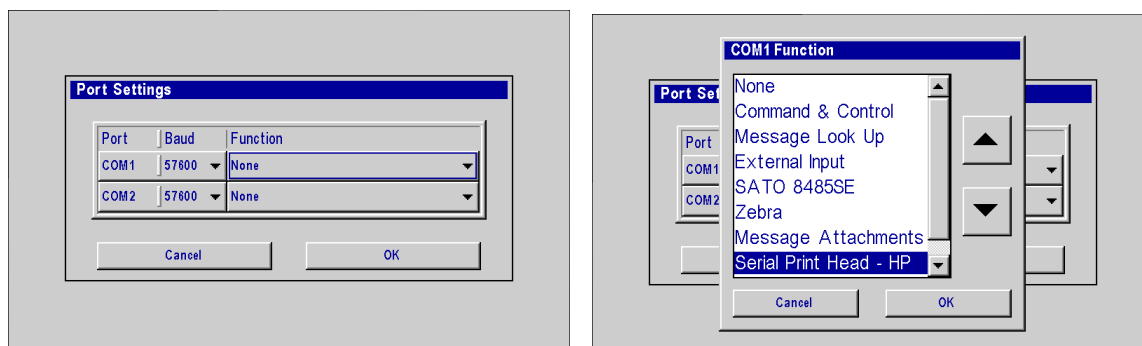 Port Settings
Port Baud Function
COM1 57600 None
COM2 57600 None
Cancel OK
COM1 Function
None
Command & Control
Message Look Up
External Input
SATO 8485SE
Zebra
Message Attachments
Serial Print Head - HP
Cancel OK
Port Set
Port
COM1
COM2